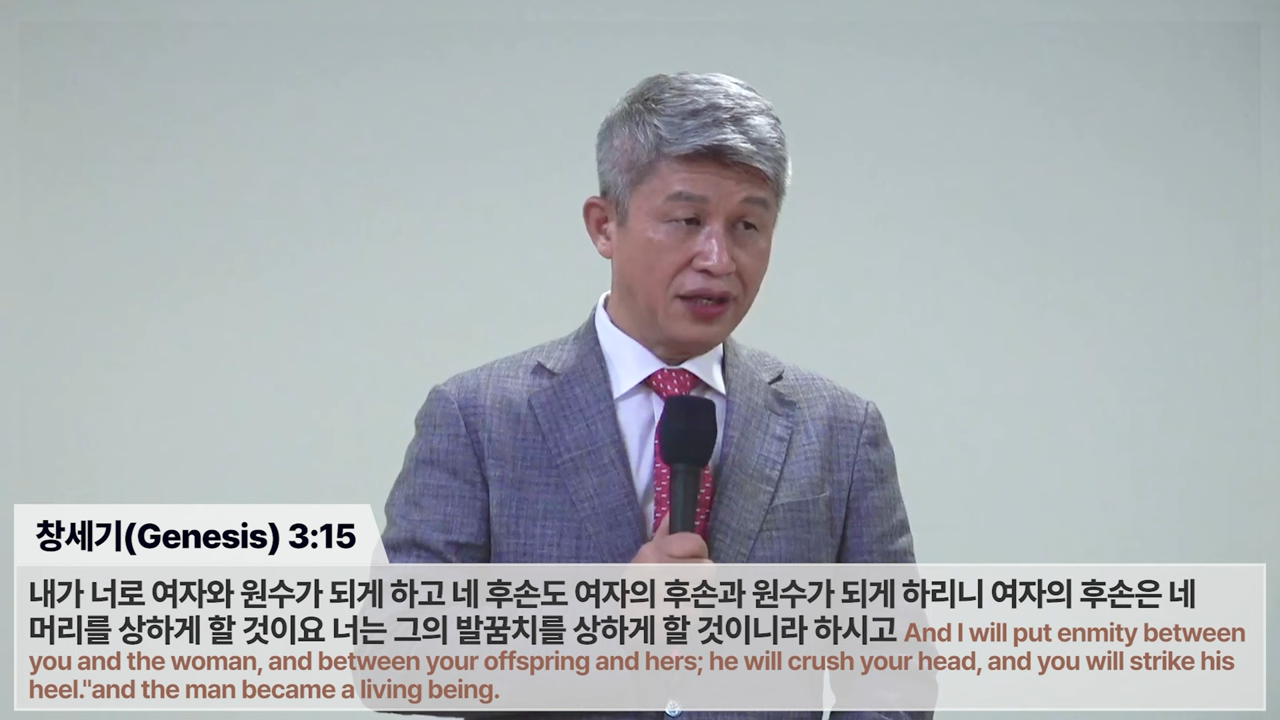 창세기(Genesis) 3:15
내가 너로 여자와 원수가 되게 하고 네 후손도 여자의 후손과 원수가 되게 하리니 여자의 후손은 네
머리를 상하게 할 것이요 너는 그의 발꿈치를 상하게 할 것이니라 하시고 And I will put enmity between
you and the woman, and between your offspring and hers; he will crush your head, and you will strike his
heel."and the man became a living being.